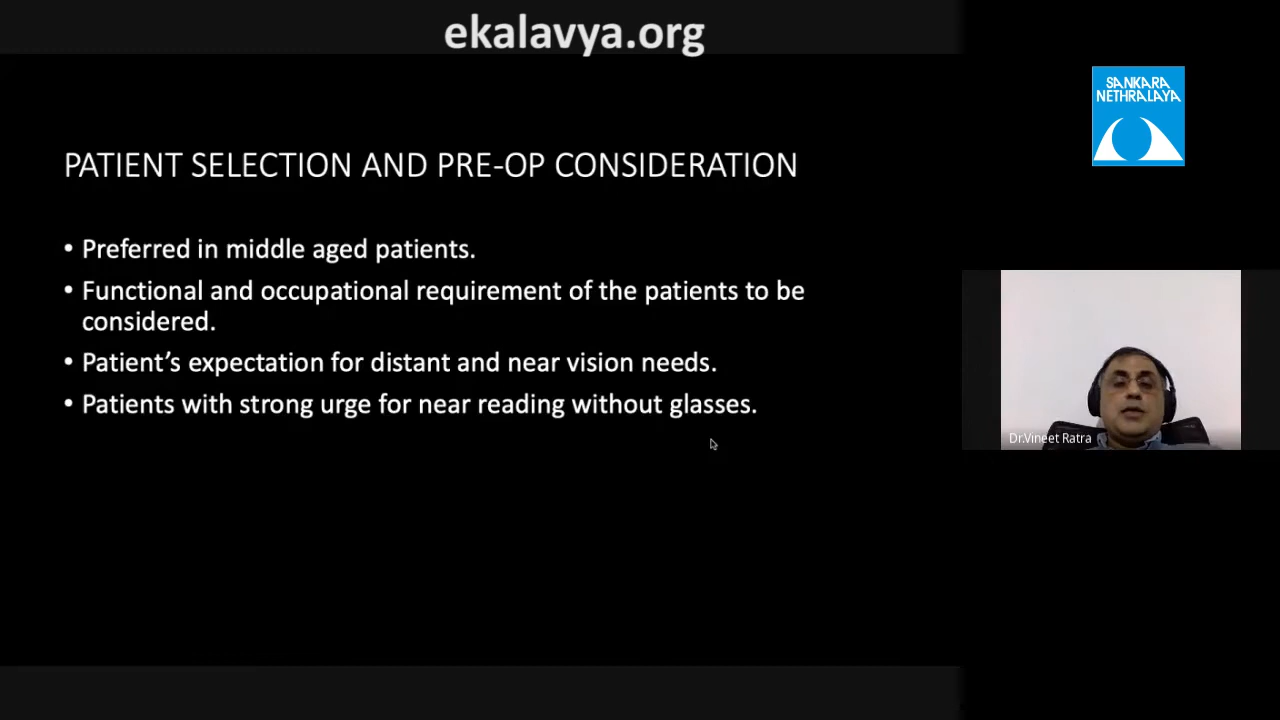 ekalavya.org
SANKARA
NETHRALAYA
PATIENT SELECTION AND PRE-OP CONSIDERATION
• Preferred in middle aged patients.
• Functional and occupational requirement of the patients to be
considered.
• Patient’s expectation for distant and near vision needs.
• Patients with strong urge for near reading without glasses.
Dr.Vineet Ratra